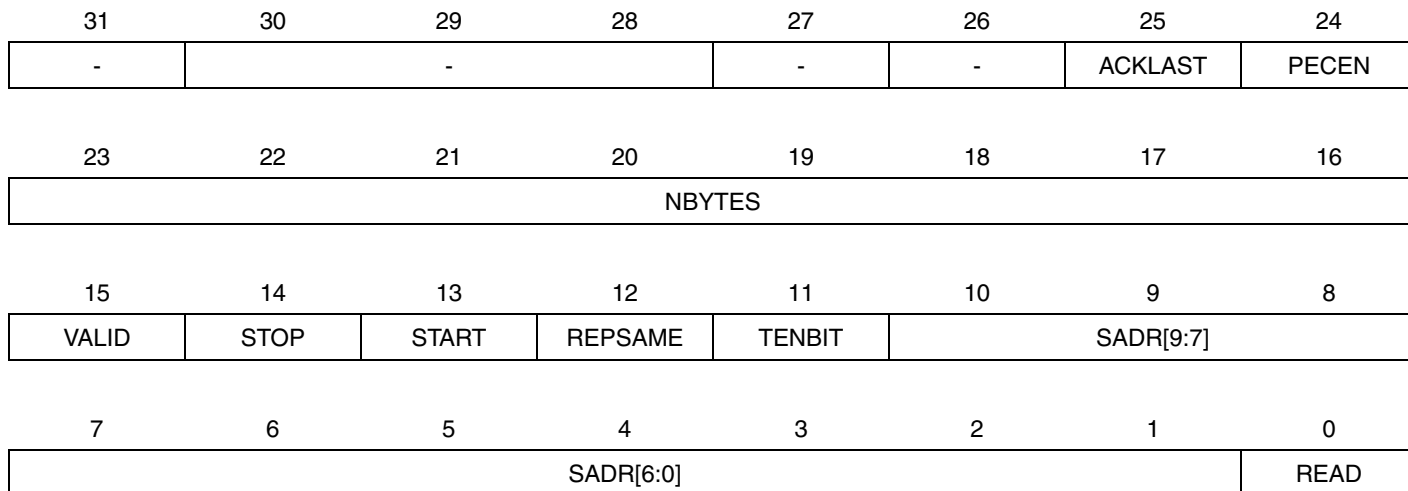 31 30 29 28 27 26 25 24
- - - - ACKLAST PECEN
23 22 21 20 19 18 17 16
NBYTES
15 14 13 12 11 10 9 8
VALID STOP START REPSAME TENBIT SADR[9:7]
7 6 5 4 3 2 1 0
SADR[6:0] READ